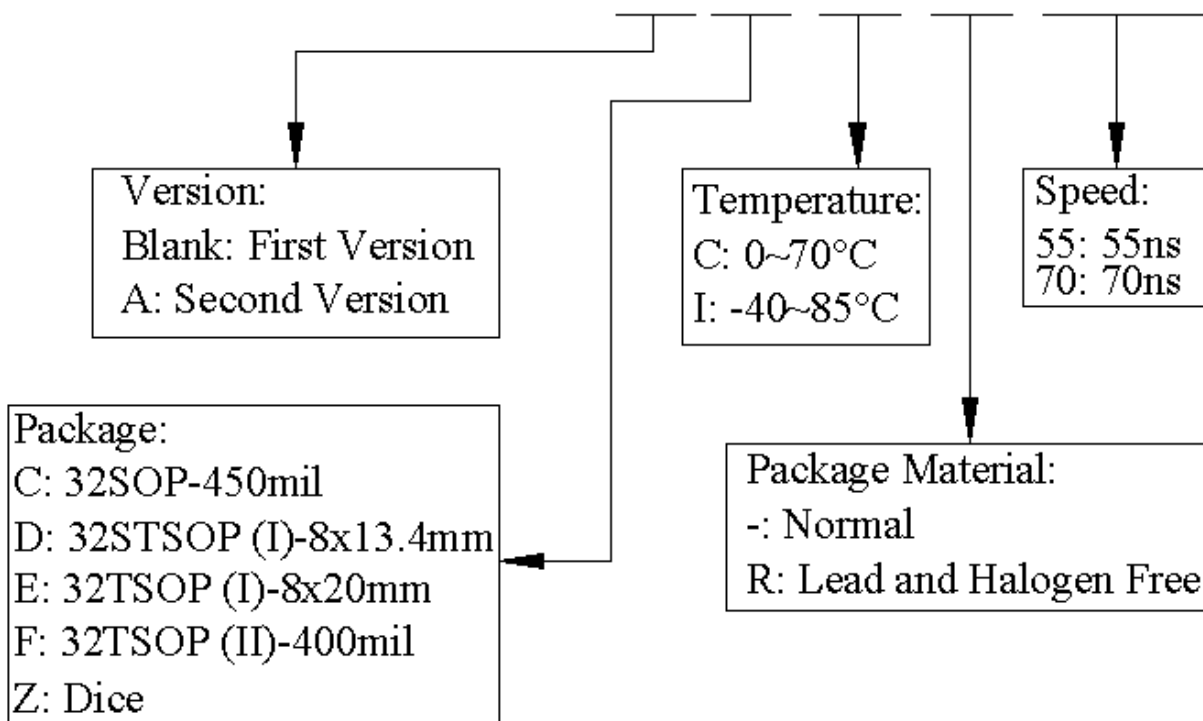 Version:
Blank: First Version
A: Second Version
Temperature:
C: 0~70°C
I: -40~85°C
Speed:
55: 55ns
70: 70ns
Package:
C: 32SOP-450mil
D: 32STSOP (I)-8x13.4mm
E: 32TSOP (I)-8x20mm
F: 32TSOP (II)-400mil
Z: Dice
Package Material:
-: Normal
R: Lead and Halogen Free